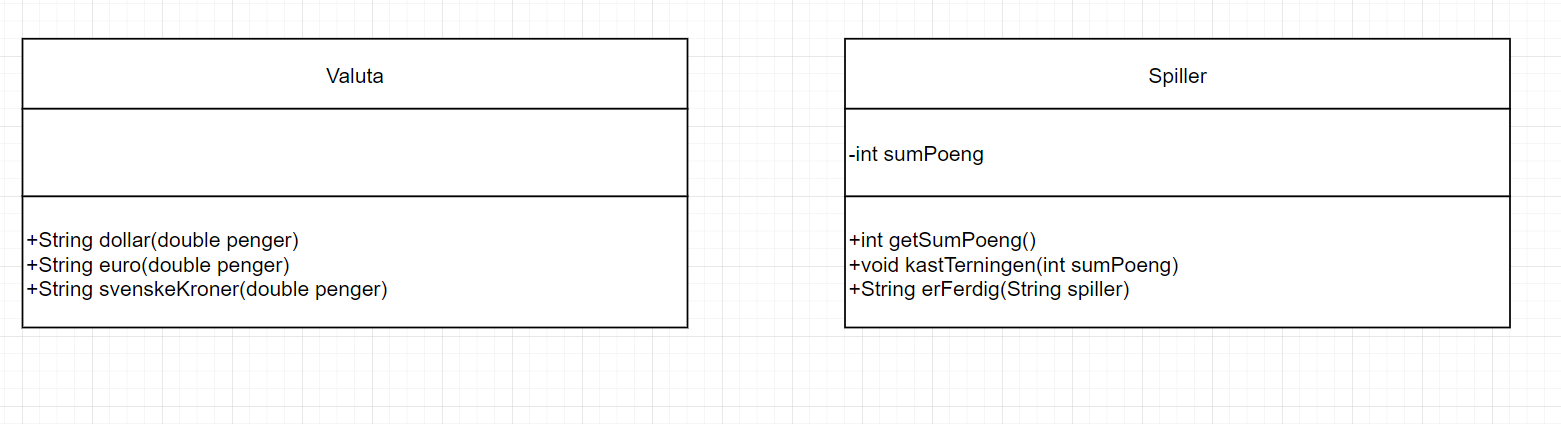 Valuta
+String dollar(double penger)
+String euro(double penger)
+String svenskeKroner(double penger)
Spiller
-int sumPoeng
+int getSumPoeng()
+void kastTerningen(int sumPoeng)
+String erFerdig(String spiller)